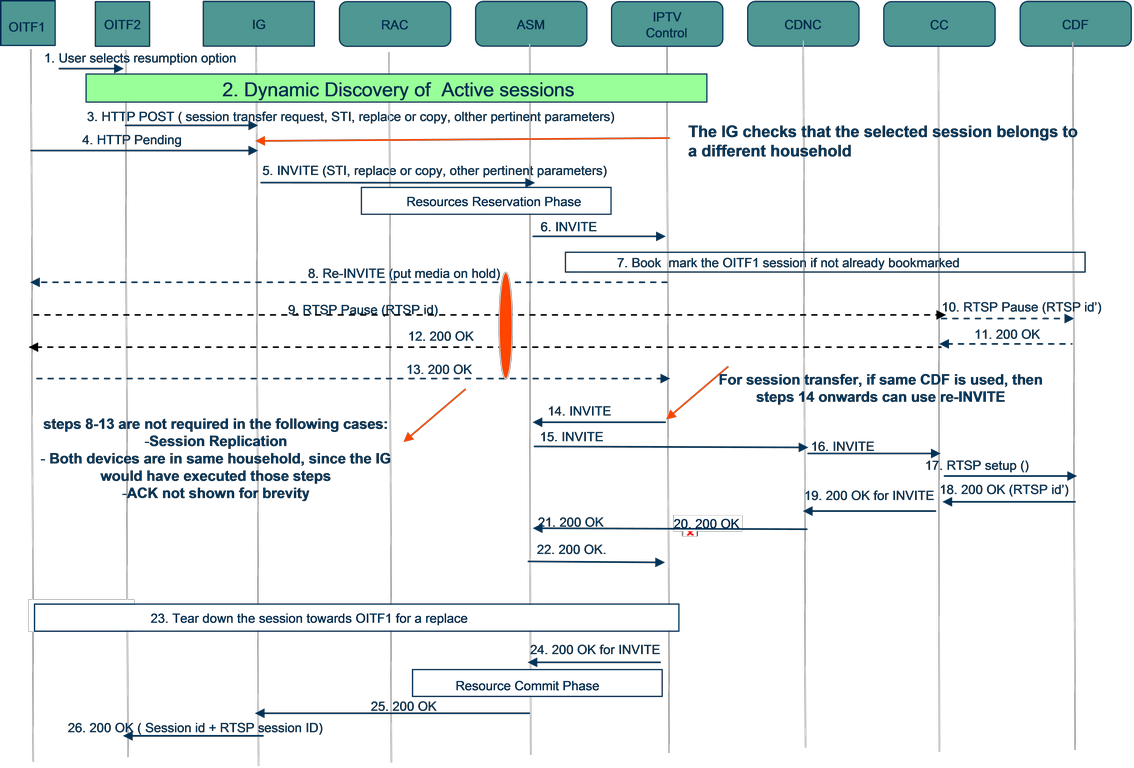 OITF1
OITF2
IG
RAC
ASM
IPTV
Control
CDNC
CC
CDF
1. User selects resumption option
2. Dynamic Discovery of Active sessions
3. HTTP POST ( session transfer request, STI, replace or copy, olther pertinent parameters)
4. HTTP Pending
The IG checks that the selected session belongs to
a different household
5. INVITE (STI, replace or copy, other pertinent parameters)
Resources Reservation Phase
6. INVITE
7. Book mark the OITF1 session if not already bookmarked
8. Re-INVITE (put media on hold)
9. RTSP Pause (RTSP id)
10. RTSP Pause (RTSP id’)
11. 200 OK
12. 200 OK
13. 200 OK
For session transfer, if same CDF is used, then
steps 14 onwards can use re-INVITE
14. INVITE
steps 8-13 are not required in the following cases:
-Session Replication
- Both devices are in same household, since the IG
would have executed those steps
-ACK not shown for brevity
15. INVITE
16. INVITE
17. RTSP setup ()
18. 200 OK (RTSP id’)
19. 200 OK for INVITE
20. 200 OK
21. 200 OK
22. 200 OK.
23. Tear down the session towards OITF1 for a replace
24. 200 OK for INVITE
Resource Commit Phase
25. 200 OK
26. 200 OK ( Session id + RTSP session ID)